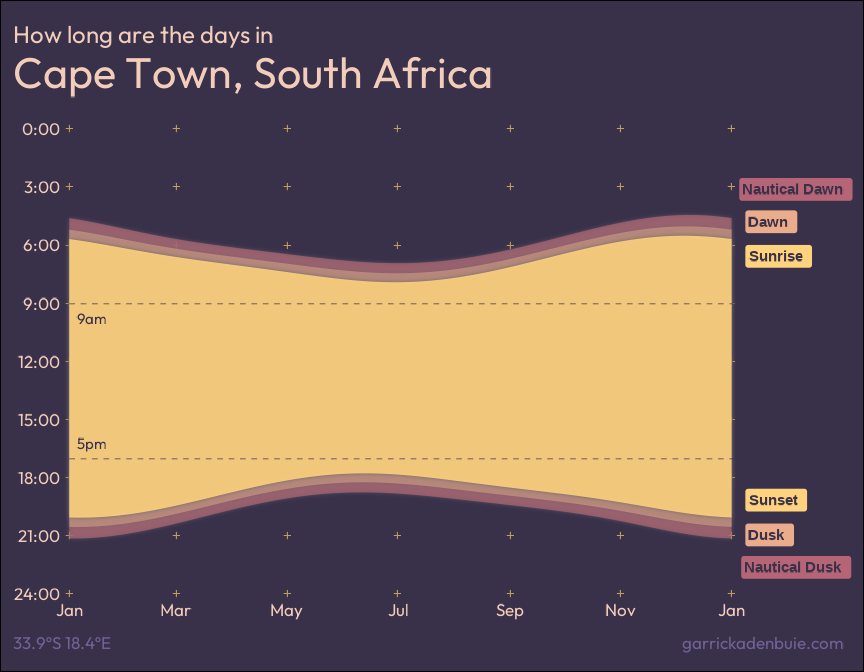 How long are the days in
Cape Town, South Africa
0:00
3:00
Nautical Dawn
Dawn
6:00
Sunrise
9:00
9am
12:00
15:00
5pm
18:00
Sunset
21:00
Dusk
Nautical Dusk
24:00
Jan Mar May Jul Sep Nov Jan
33.9°S 18.4°E
garrickadenbuie.com